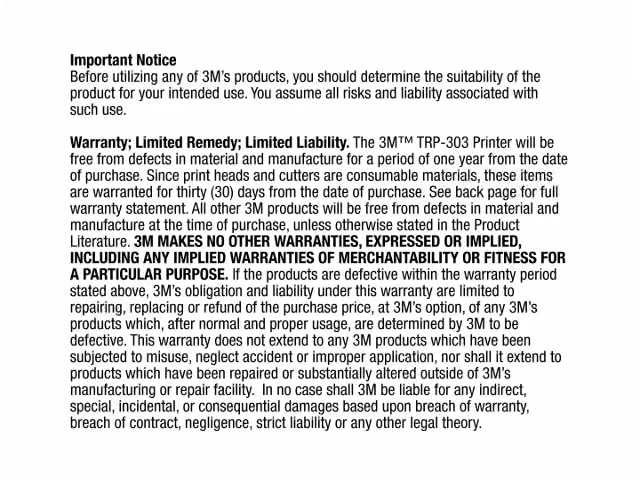 Important Notice
Before utilizing any of 3M's products, you should determine the suitability of the
product for your intended use. You assume all risks and liability associated with
such use.
Warranty; Limited Remedy; Limited Liability. The 3M™ TRP-303 Printer will be
free from defects in material and manufacture for a period of one year from the date
of purchase. Since print heads and cutters are consumable materials, these items
are warranted for thirty (30) days from the date of purchase. See back page for full
warranty statement. All other 3M products will be free from defects in material and
manufacture at the time of purchase, unless otherwise stated in the Product
Literature. 3M MAKES NO OTHER WARRANTIES, EXPRESSED OR IMPLIED,
INCLUDING ANY IMPLIED WARRANTIES OF MERCHANTABILITY OR FITNESS FOR
A PARTICULAR PURPOSE. If the products are defective within the warranty period
stated above, 3M's obligation and liability under this warranty are limited to
repairing, replacing or refund of the purchase price, at 3M's option, of any 3M's
products which, after normal and proper usage, are determined by 3M to be
defective. This warranty does not extend to any 3M products which have been
subjected to misuse, neglect accident or improper application, nor shall it extend to
products which have been repaired or substantially altered outside of 3M's
manufacturing or repair facility.  In no case shall 3M be liable for any indirect,
special, incidental, or consequential damages based upon breach of warranty,
breach of contract, negligence, strict liability or any other legal theory.